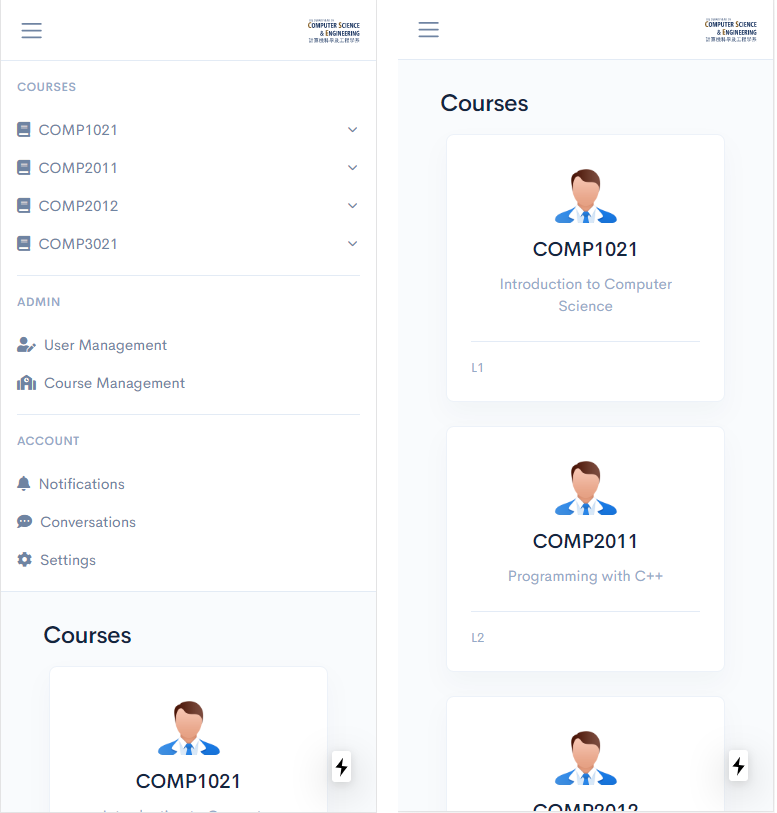 COMPUTER SCIENCE
& ENGINEERING
計算機科學及工程學系
COURSES
COMP1021
COMP2011
COMP2012
COMP3021
ADMIN
User Management
Course Management
ACCOUNT
Notifications
Conversations
Settings
Courses
COMP1021
COMPUTER SCIENCE
& ENGINEERING
計算機科學及工程學系
Courses
COMP1021
Introduction to Computer
Science
L1
COMP2011
Programming with C++
L2
COMP2012